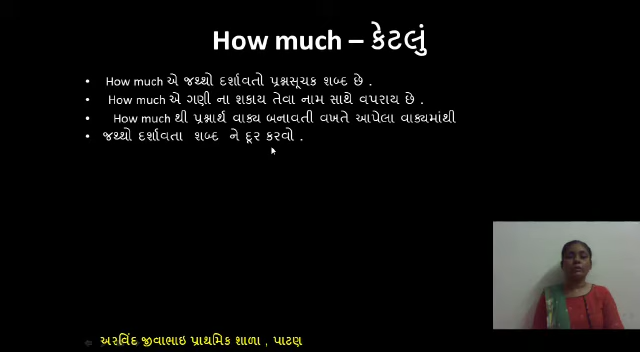 How much – કેટલું
• How much એ જથ્થો દર્શાવતો પ્રશ્નસૂચક શબ્દ છે .
• How much એ ગણી ના શકાય તેવા નામ સાથે વપરાય છે .
• How much થી પ્રશ્નાર્થ વાક્ય બનાવતી વખતે આપેલા વાક્યમાંથી
• જથ્થો દર્શાવતા શબ્દ ને દૂર કરવો .
અરવિંદ જીવાભાઇ પ્રાથમિક શાળા , પાટણ